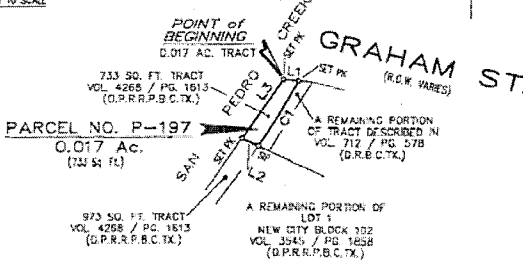 POINT of
BEGINNING
0.017 AC. TRACT
CREEK
SET PK
GRAHAM ST.
(R.O.W. VARIES)
L1
SET PK
733 SQ. FT. TRACT
VOL 4268 / PG. 1613
(O.P.R.R.P.B.C.TX.)
PEDRO
L3
C1
A REMAINING PORTION
OF TRACT DESCRIBED IN
VOL 712 / PG. 578
(D.R.B.C.TX.)
PARCEL NO. P-197
0.017 Ac.
(733 Sq. Ft.)
SAN
SET PK
L2
973 SQ. FT. TRACT
VOL 4268 / PG. 1613
(O.P.R.R.P.B.C.TX.)
A REMAINING PORTION OF
LOT 1
NEW CITY BLOCK 102
VOL. 3545 / PG. 1858
(O.P.R.R.P.B.C.TX.)